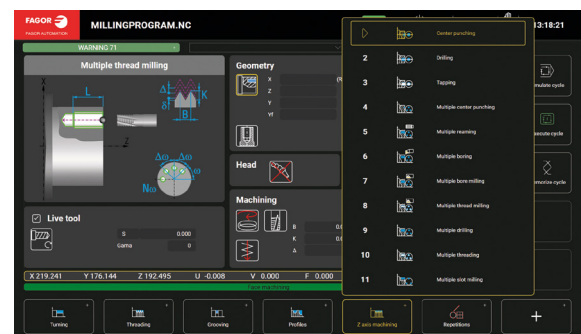 FAGOR
FAGOR AUTOMATION
MILLINGPROGRAM.NC
13:18:21
WARNING 71
Multiple thread milling
X
L
Δ
K
δ
B
Z
Δω Δω
ω
Nω
Geometry
X
Z
Y
Yf
Head
Machining
B
K
Δ
Live tool
S 0.000
Gama 0
X 219.241 Y 176.144 Z 192.495 U -0.008 V 0.000 F 0.000
Face machining
Center punching
2 Drilling
3 Tapping
4 Multiple center punching
5 Multiple reaming
6 Multiple boring
7 Multiple bore milling
8 Multiple thread milling
9 Multiple drilling
10 Multiple threading
11 Multiple slot milling
mulate cycle
xecute cycle
emorize cycle
Turning
Threading
Grooving
Profiles
Z axis machining
Repetitions
+